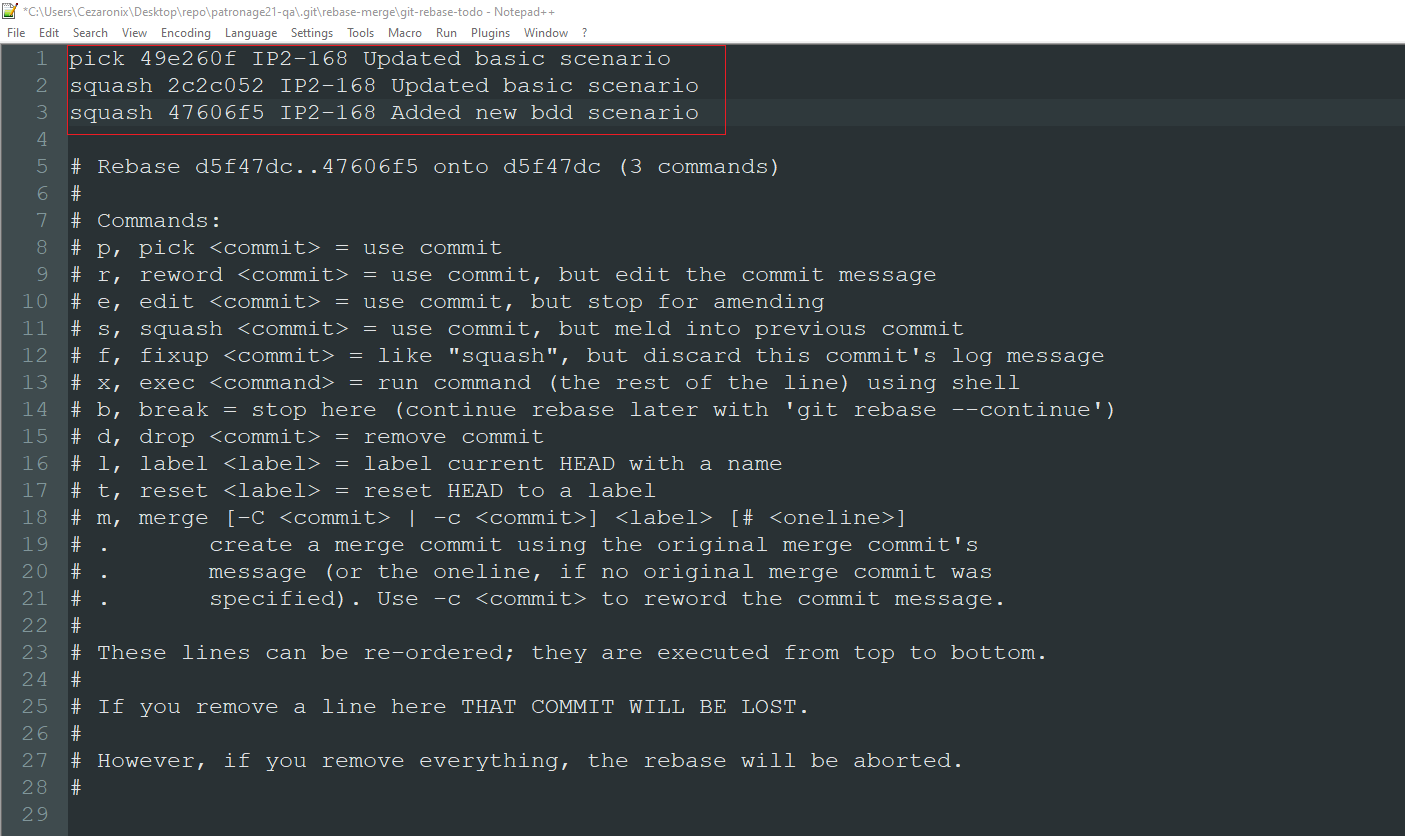 *C:\Users\Cezaronix\Desktop\repo\patronage21-qa\.git\rebase-merge\git-rebase-todo - Notepad++
File Edit Search View Encoding Language Settings Tools Macro Run Plugins Window ?
1 pick 49e260f IP2-168 Updated basic scenario
2 squash 2c2c052 IP2-168 Updated basic scenario
3 squash 47606f5 IP2-168 Added new bdd scenario
4
5 # Rebase d5f47dc..47606f5 onto d5f47dc (3 commands)
6 #
7 # Commands:
8 # p, pick <commit> = use commit
9 # r, reword <commit> = use commit, but edit the commit message
10 # e, edit <commit> = use commit, but stop for amending
11 # s, squash <commit> = use commit, but meld into previous commit
12 # f, fixup <commit> = like "squash", but discard this commit's log message
13 # x, exec <command> = run command (the rest of the line) using shell
14 # b, break = stop here (continue rebase later with 'git rebase --continue')
15 # d, drop <commit> = remove commit
16 # l, label <label> = label current HEAD with a name
17 # t, reset <label> = reset HEAD to a label
18 # m, merge [-C <commit> | -c <commit>] <label> [# <oneline>]
19 # .       create a merge commit using the original merge commit's
20 # .       message (or the oneline, if no original merge commit was
21 # .       specified). Use -c <commit> to reword the commit message.
22 #
23 # These lines can be re-ordered; they are executed from top to bottom.
24 #
25 # If you remove a line here THAT COMMIT WILL BE LOST.
26 #
27 # However, if you remove everything, the rebase will be aborted.
28 #
29